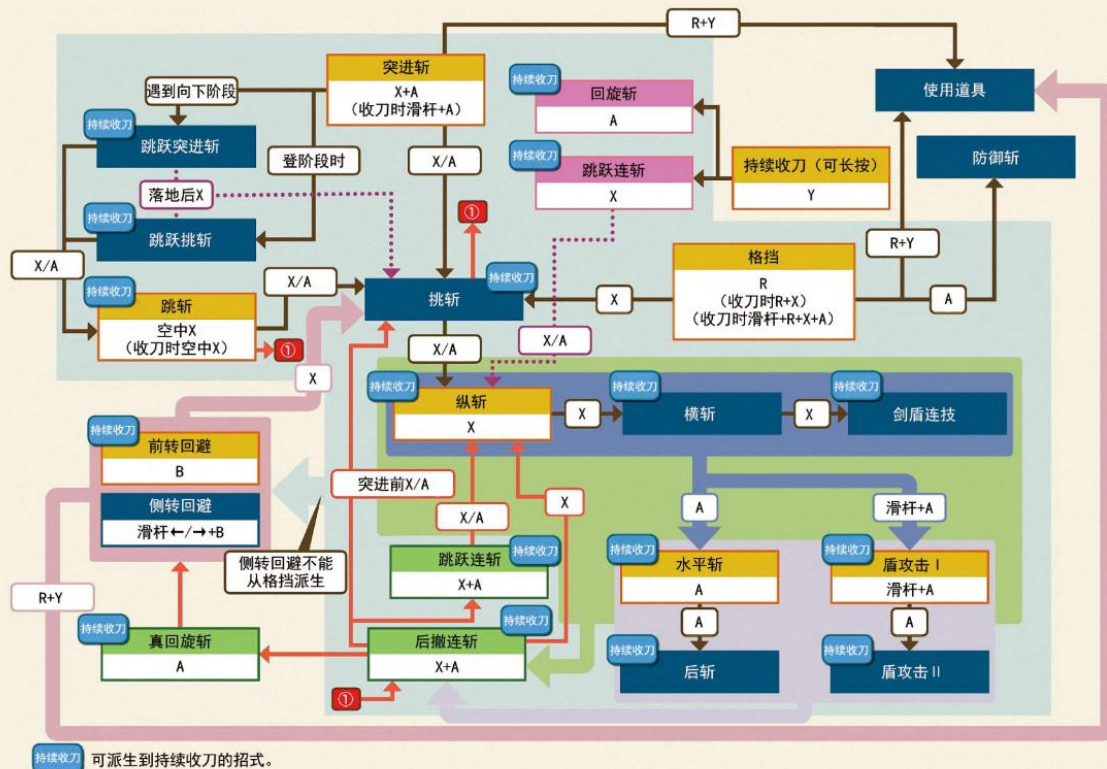 R+Y
突进斩
X+A
(收刀时滑杆+A)
遇到向下阶段
持续收刀
跳跃突进斩
登阶段时
落地后X
持续收刀
跳跃挑斩
X/A
X/A
持续收刀
回旋斩
A
持续收刀
跳跃连斩
X
持续收刀（可长按）
Y
使用道具
防御斩
R+Y
A
①
持续收刀
跳斩
空中X
(收刀时空中X)
①
X/A
持续收刀
挑斩
X
格挡
R
(收刀时R+X)
(收刀时滑杆+R+X+A)
X/A
X/A
X
持续收刀
纵斩
X
X
持续收刀
横斩
X
持续收刀
剑盾连技
持续收刀
前转回避
B
侧转回避
滑杆←/→+B
突进前X/A
X
X/A
侧转回避不能
从格挡派生
A
滑杆+A
持续收刀
跳跃连斩
X+A
持续收刀
水平斩
A
持续收刀
盾攻击Ⅰ
滑杆+A
R+Y
A
A
持续收刀
真回旋斩
A
持续收刀
后撤连斩
X+A
①
持续收刀
后斩
持续收刀
盾攻击Ⅱ
持续收刀 可派生到持续收刀的招式。